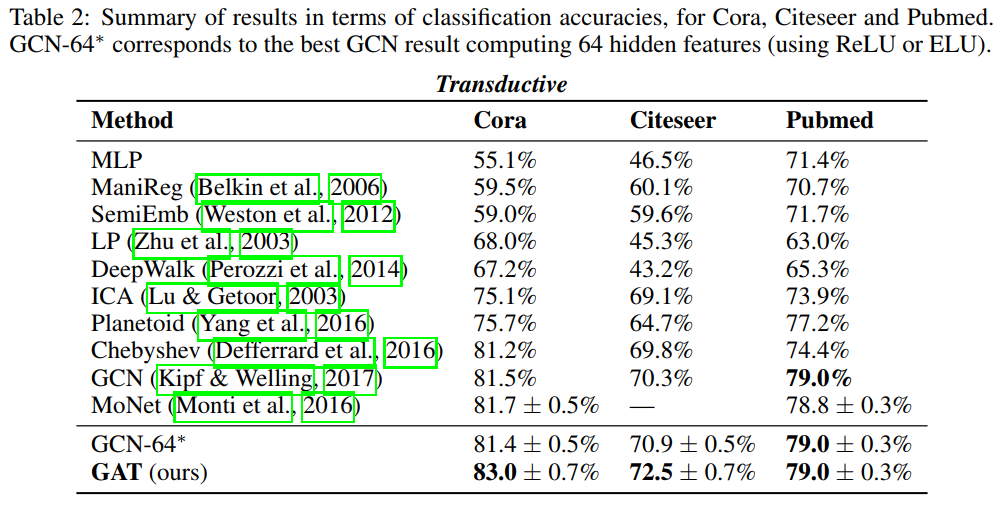 Table 2: Summary of results in terms of classification accuracies, for Cora, Citeseer and Pubmed.
GCN-64* corresponds to the best GCN result computing 64 hidden features (using ReLU or ELU).
Transductive
Method Cora Citeseer Pubmed
MLP 55.1% 46.5% 71.4%
ManiReg (Belkin et al., 2006) 59.5% 60.1% 70.7%
SemiEmb (Weston et al., 2012) 59.0% 59.6% 71.7%
LP (Zhu et al., 2003) 68.0% 45.3% 63.0%
DeepWalk (Perozzi et al., 2014) 67.2% 43.2% 65.3%
ICA (Lu & Getoor, 2003) 75.1% 69.1% 73.9%
Planetoid (Yang et al., 2016) 75.7% 64.7% 77.2%
Chebyshev (Defferrard et al., 2016) 81.2% 69.8% 74.4%
GCN (Kipf & Welling, 2017) 81.5% 70.3% 79.0%
MoNet (Monti et al., 2016) 81.7 ± 0.5% — 78.8 ± 0.3%
GCN-64* 81.4 ± 0.5% 70.9 ± 0.5% 79.0 ± 0.3%
GAT (ours) 83.0 ± 0.7% 72.5 ± 0.7% 79.0 ± 0.3%